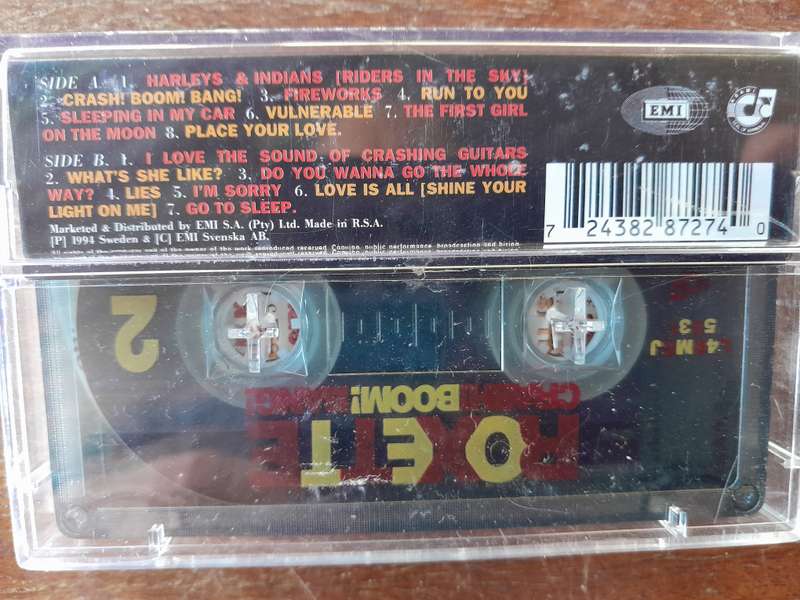 SIDE A. 1. HARLEYS & INDIANS [RIDERS IN THE SKY]
2. CRASH! BOOM! BANG! 3. FIREWORKS 4. RUN TO YOU
5. SLEEPING IN MY CAR 6. VULNERABLE 7. THE FIRST GIRL
ON THE MOON 8. PLACE YOUR LOVE.
SIDE B. 1. I LOVE THE SOUND OF CRASHING GUITARS
2. WHAT'S SHE LIKE? 3. DO YOU WANNA GO THE WHOLE
WAY? 4. LIES 5. I'M SORRY 6. LOVE IS ALL [SHINE YOUR
LIGHT ON ME] 7. GO TO SLEEP.
Marketed & Distributed by EMI S.A. (Pty) Ltd. Made in R.S.A.
[P] 1994 Sweden & [C] EMI Svenska AB.
EMI
7 24382 87274 0
2
CRASH! BOOM! BANG!
ROXETTE